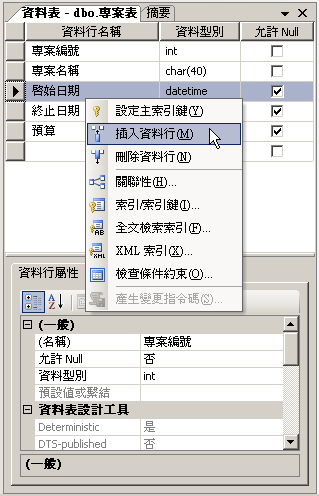 資料表 - dbo.專案表 摘要
資料行名稱 資料型別 允許 Null
專案編號 int
專案名稱 char(40)
啟始日期 datetime
終止日期
預算
設定主索引鍵(Y)
插入資料行(M)
刪除資料行(N)
關聯性(H)...
索引/索引鍵(I)...
全文檢索索引(F)...
XML 索引(X)...
檢查條件約束(O)...
產生變更指令碼(S)...
資料行屬性
(一般)
(名稱) 專案編號
允許 Null 否
資料型別 int
預設值或繫結
資料表設計工具
Deterministic 是
DTS-published 否
(一般)